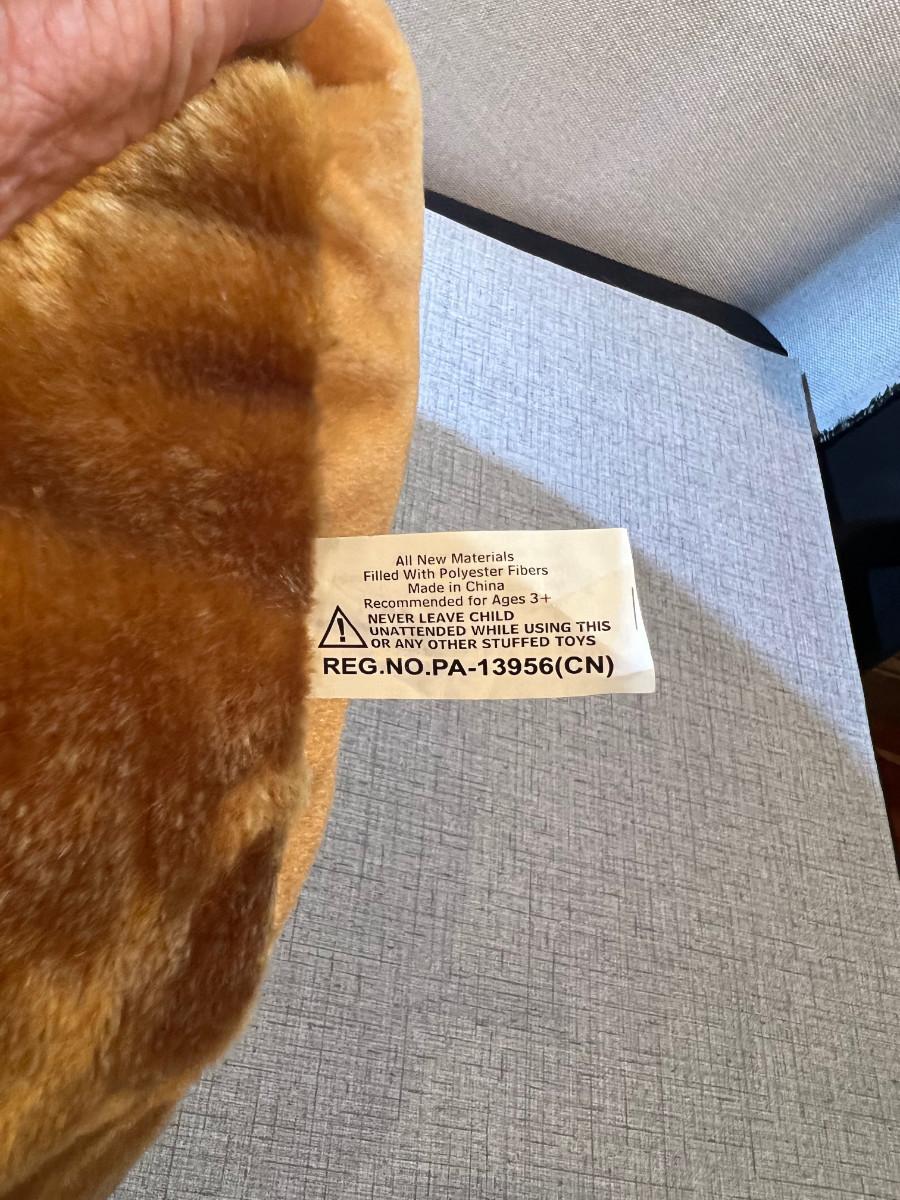 All New Materials
Filled With Polyester Fibers
Made in China
Recommended for Ages 3+
NEVER LEAVE CHILD
UNATTENDED WHILE USING THIS
OR ANY OTHER STUFFED TOYS
REG.NO.PA-13956(CN)